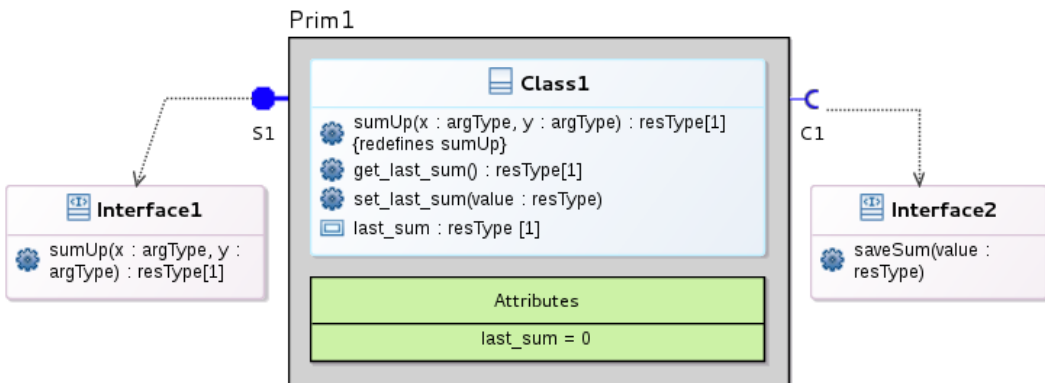 Prim1
Class1
sumUp(x : argType, y : argType) : resType[1]
{redefines sumUp}
get_last_sum() : resType[1]
set_last_sum(value : resType)
last_sum : resType [1]
Attributes
last_sum = 0
S1
C1
<I>
Interface1
sumUp(x : argType, y :
argType) : resType[1]
<I>
Interface2
saveSum(value :
resType)